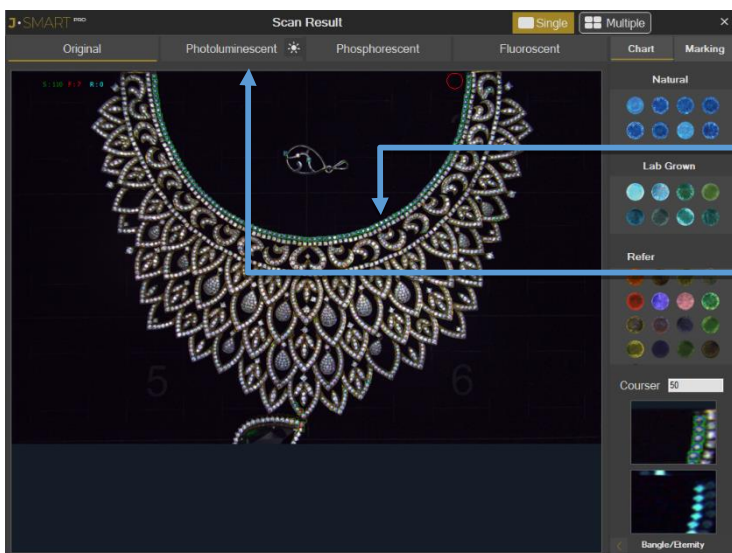 J·SMART PRO
Scan Result
Single
Multiple
×
Original
Photoluminescent
Phosphorescent
Fluoroscent
Chart
Marking
Natural
Lab Grown
Refer
Courser 50
5
6
Bangle/Eternity